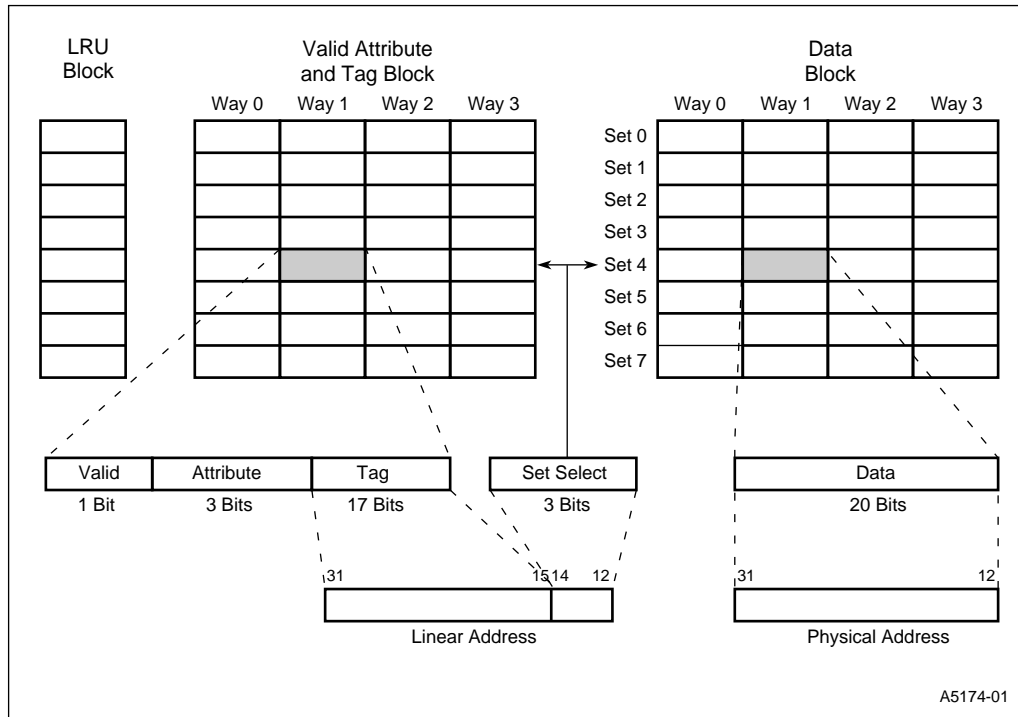 LRU
Block
Valid Attribute
and Tag Block
Data
Block
Way 0 Way 1 Way 2 Way 3
Way 0 Way 1 Way 2 Way 3
Set 0
Set 1
Set 2
Set 3
Set 4
Set 5
Set 6
Set 7
Valid Attribute Tag
1 Bit 3 Bits 17 Bits
Set Select
3 Bits
Data
20 Bits
31 15 14 12
Linear Address
31 12
Physical Address
A5174-01